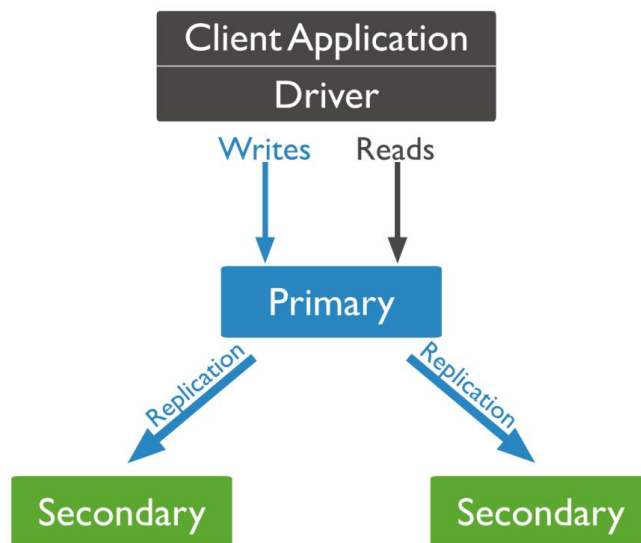 Client Application
Driver
Writes Reads
Primary
Replication
Replication
Secondary
Secondary